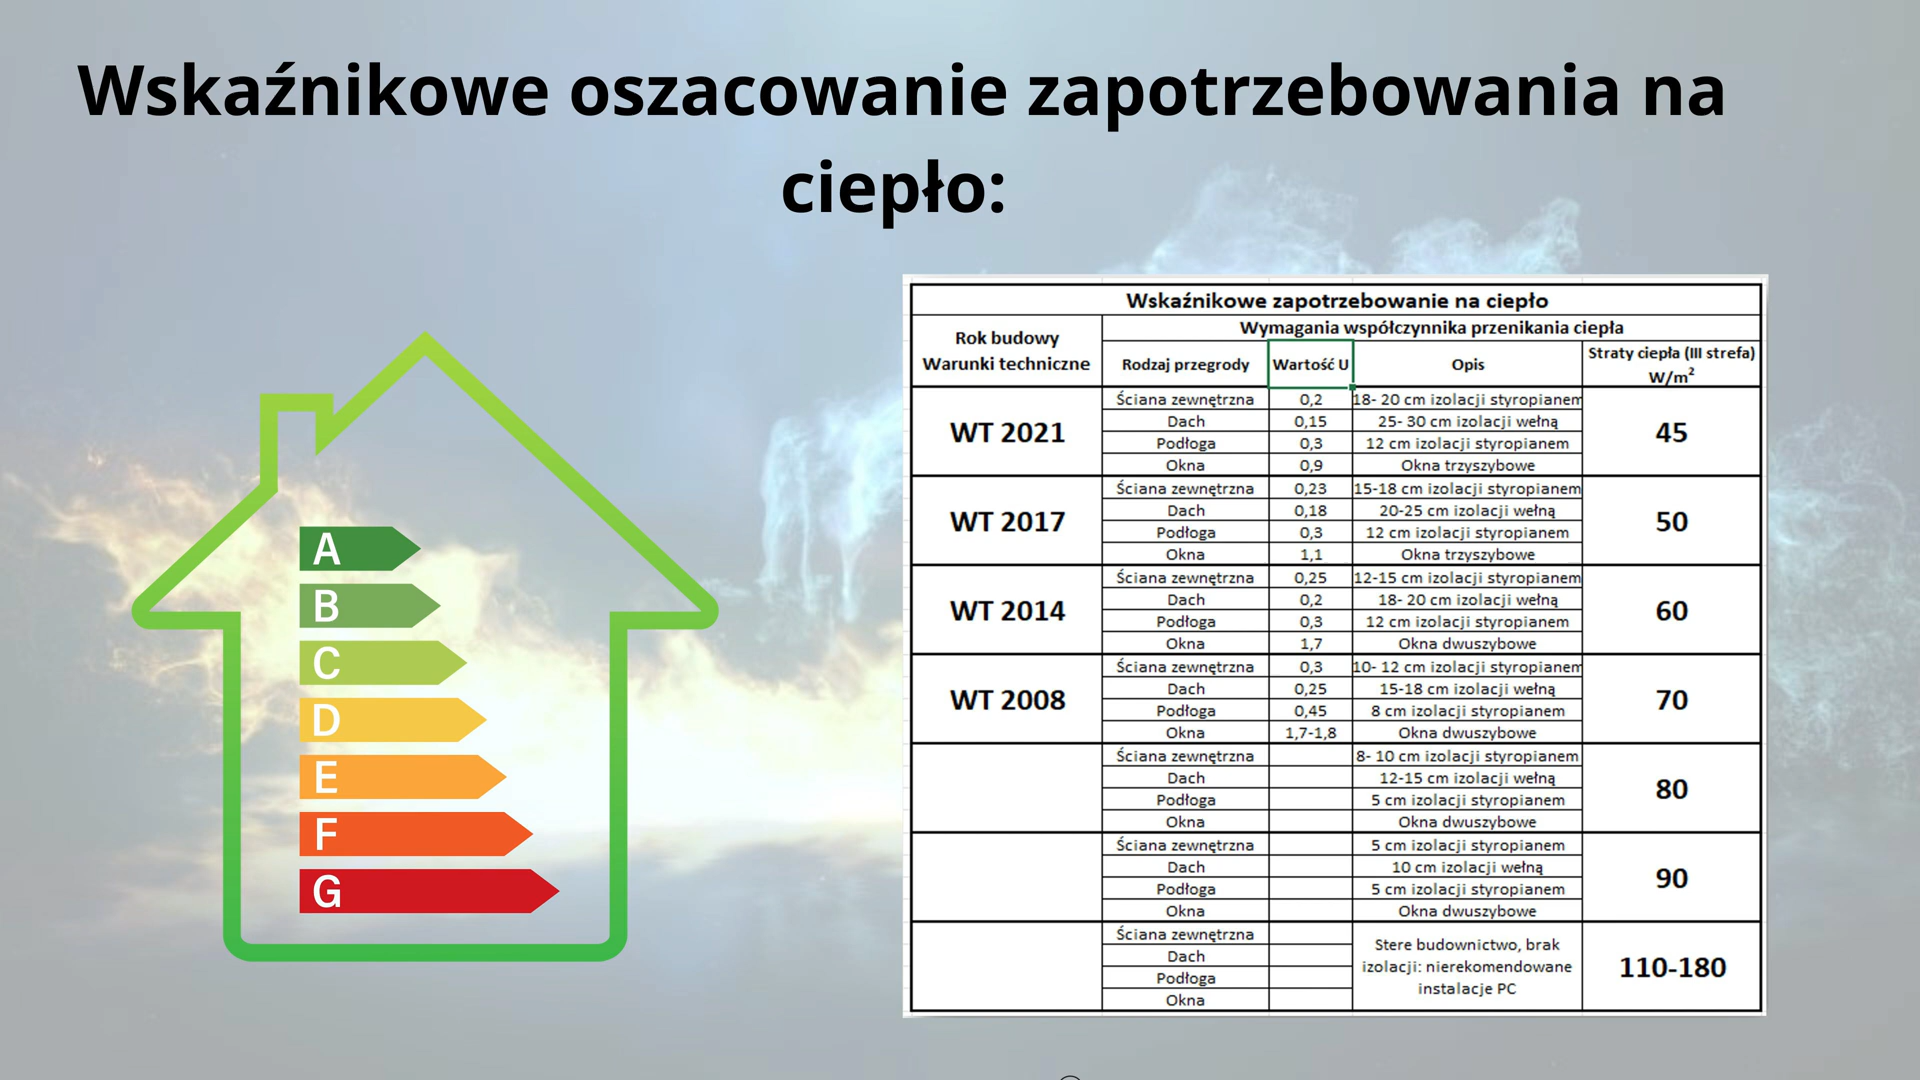 Wskaźnikowe oszacowanie zapotrzebowania na
ciepło:
A
B
C
D
E
F
G
Wskaźnikowe zapotrzebowanie na ciepło
Rok budowy
Warunki techniczne
Wymagania współczynnika przenikania ciepła
Rodzaj przegrody Wartość U Opis Straty ciepła (III strefa)
W/m²
WT 2021
Ściana zewnętrzna 0,2 18- 20 cm izolacji styropianem
Dach 0,15 25- 30 cm izolacji wełną
Podłoga 0,3 12 cm izolacji styropianem
Okna 0,9 Okna trzyszybowe
45
WT 2017
Ściana zewnętrzna 0,23 15-18 cm izolacji styropianem
Dach 0,18 20-25 cm izolacji wełną
Podłoga 0,3 12 cm izolacji styropianem
Okna 1,1 Okna trzyszybowe
50
WT 2014
Ściana zewnętrzna 0,25 12-15 cm izolacji styropianem
Dach 0,2 18- 20 cm izolacji wełną
Podłoga 0,3 12 cm izolacji styropianem
Okna 1,7 Okna dwuszybowe
60
WT 2008
Ściana zewnętrzna 0,3 10- 12 cm izolacji styropianem
Dach 0,25 15-18 cm izolacji wełną
Podłoga 0,45 8 cm izolacji styropianem
Okna 1,7-1,8 Okna dwuszybowe
70
Ściana zewnętrzna 8- 10 cm izolacji styropianem
Dach 12-15 cm izolacji wełną
Podłoga 5 cm izolacji styropianem
Okna Okna dwuszybowe
80
Ściana zewnętrzna 5 cm izolacji styropianem
Dach 10 cm izolacji wełną
Podłoga 5 cm izolacji styropianem
Okna Okna dwuszybowe
90
Ściana zewnętrzna
Dach
Podłoga
Okna
Stere budownictwo, brak
izolacji: nierekomendowane
instalacje PC
110-180